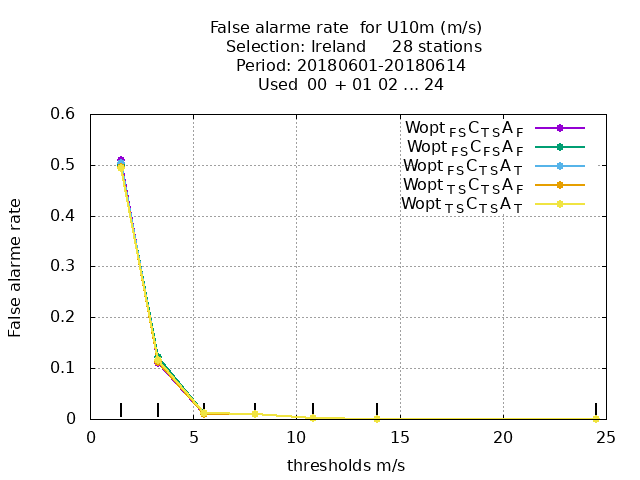 False alarme rate  for U10m (m/s)
Selection: Ireland     28 stations
Period: 20180601-20180614
Used  00 + 01 02 ... 24
False alarme rate
0.6
0.5
0.4
0.3
0.2
0.1
0
Wopt FS C TS A F
Wopt FS C FS A F
Wopt FS C TS A T
Wopt TS C TS A F
Wopt TS C TS A T
0 5 10 15 20 25
thresholds m/s